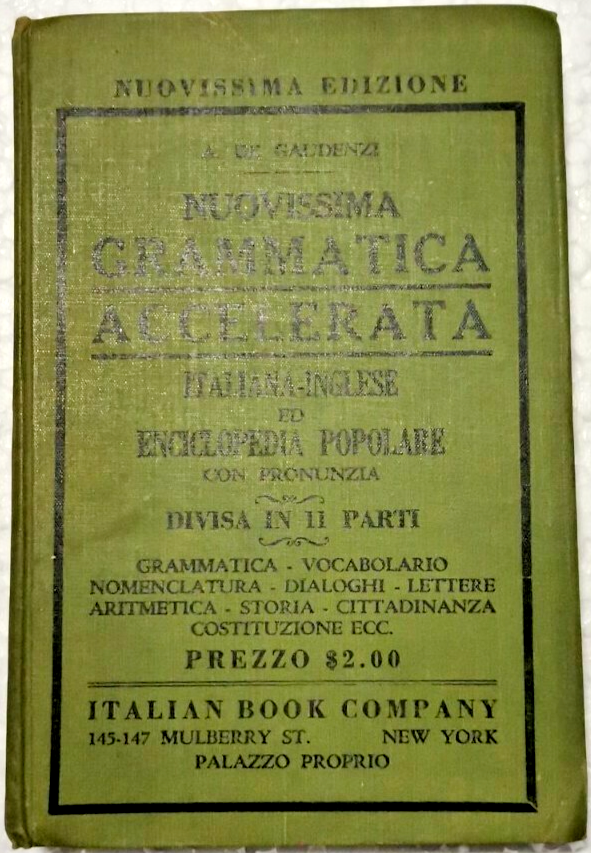 NUOVISSIMA EDIZIONE
A. DE GAUDENZI
NUOVISSIMA
GRAMMATICA
ACCELERATA
ITALIANA-INGLESE
ED
ENCICLOPEDIA POPOLARE
CON PRONUNZIA
DIVISA IN 11 PARTI
GRAMMATICA - VOCABOLARIO
NOMENCLATURA - DIALOGHI - LETTERE
ARITMETICA - STORIA - CITTADINANZA
COSTITUZIONE ECC.
PREZZO $2.00
ITALIAN BOOK COMPANY
145-147 MULBERRY ST. NEW YORK
PALAZZO PROPRIO